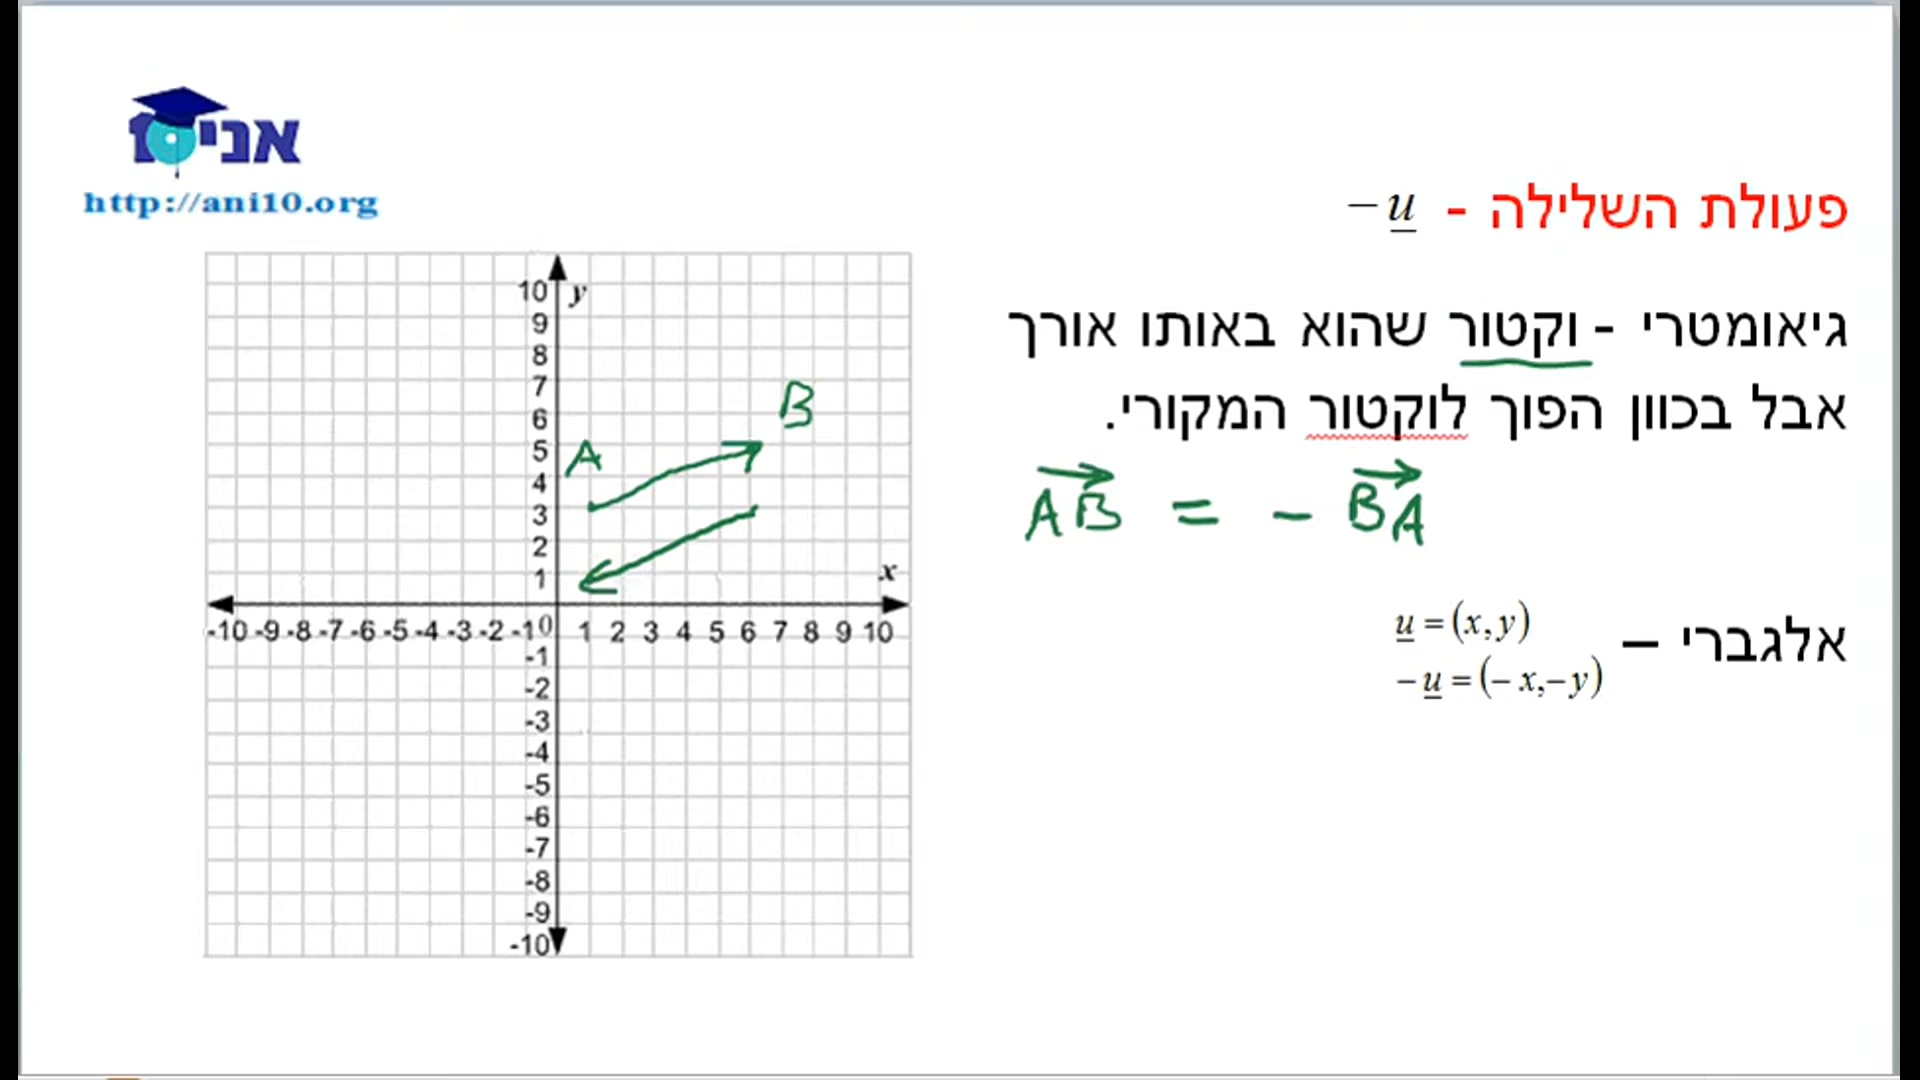 אני10
http://ani10.org
פעולת השלילה - -u
גיאומטרי - וקטור שהוא באותו אורך
אבל בכוון הפוך לוקטור המקורי.
AB = - BA
אלגברי –
u = (x, y)
-u = (-x,-y)
y
10
9
8
7
6
5
4
3
2
1
A
B
x
-10 -9 -8 -7 -6 -5 -4 -3 -2 -1 0 1 2 3 4 5 6 7 8 9 10
-1
-2
-3
-4
-5
-6
-7
-8
-9
-10